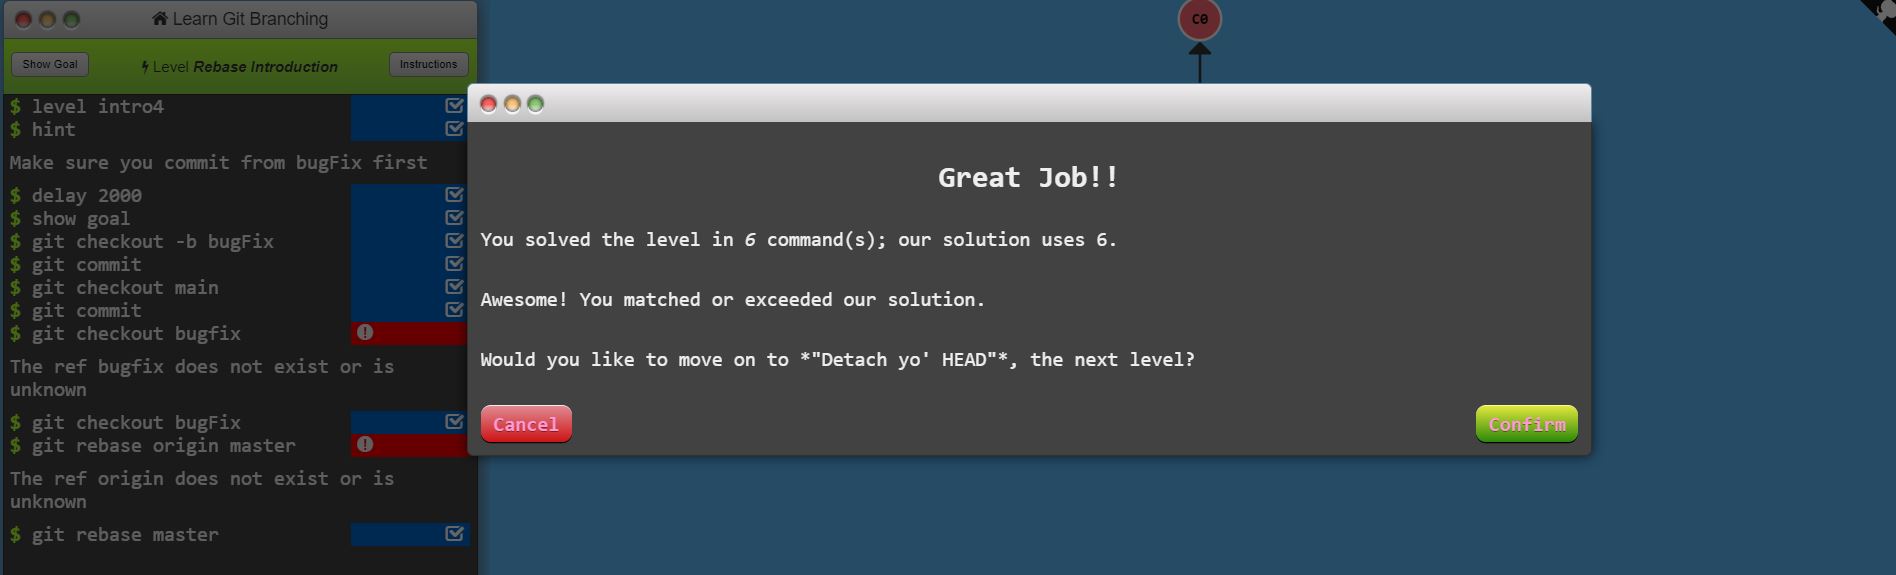 Learn Git Branching
Show Goal
Level Rebase Introduction
Instructions
$ level intro4
$ hint
Make sure you commit from bugFix first
$ delay 2000
$ show goal
$ git checkout -b bugFix
$ git commit
$ git checkout main
$ git commit
$ git checkout bugfix
The ref bugfix does not exist or is
unknown
$ git checkout bugFix
$ git rebase origin master
The ref origin does not exist or is
unknown
$ git rebase master
C0
Great Job!!
You solved the level in 6 command(s); our solution uses 6.
Awesome! You matched or exceeded our solution.
Would you like to move on to *"Detach yo' HEAD"*, the next level?
Cancel
Confirm